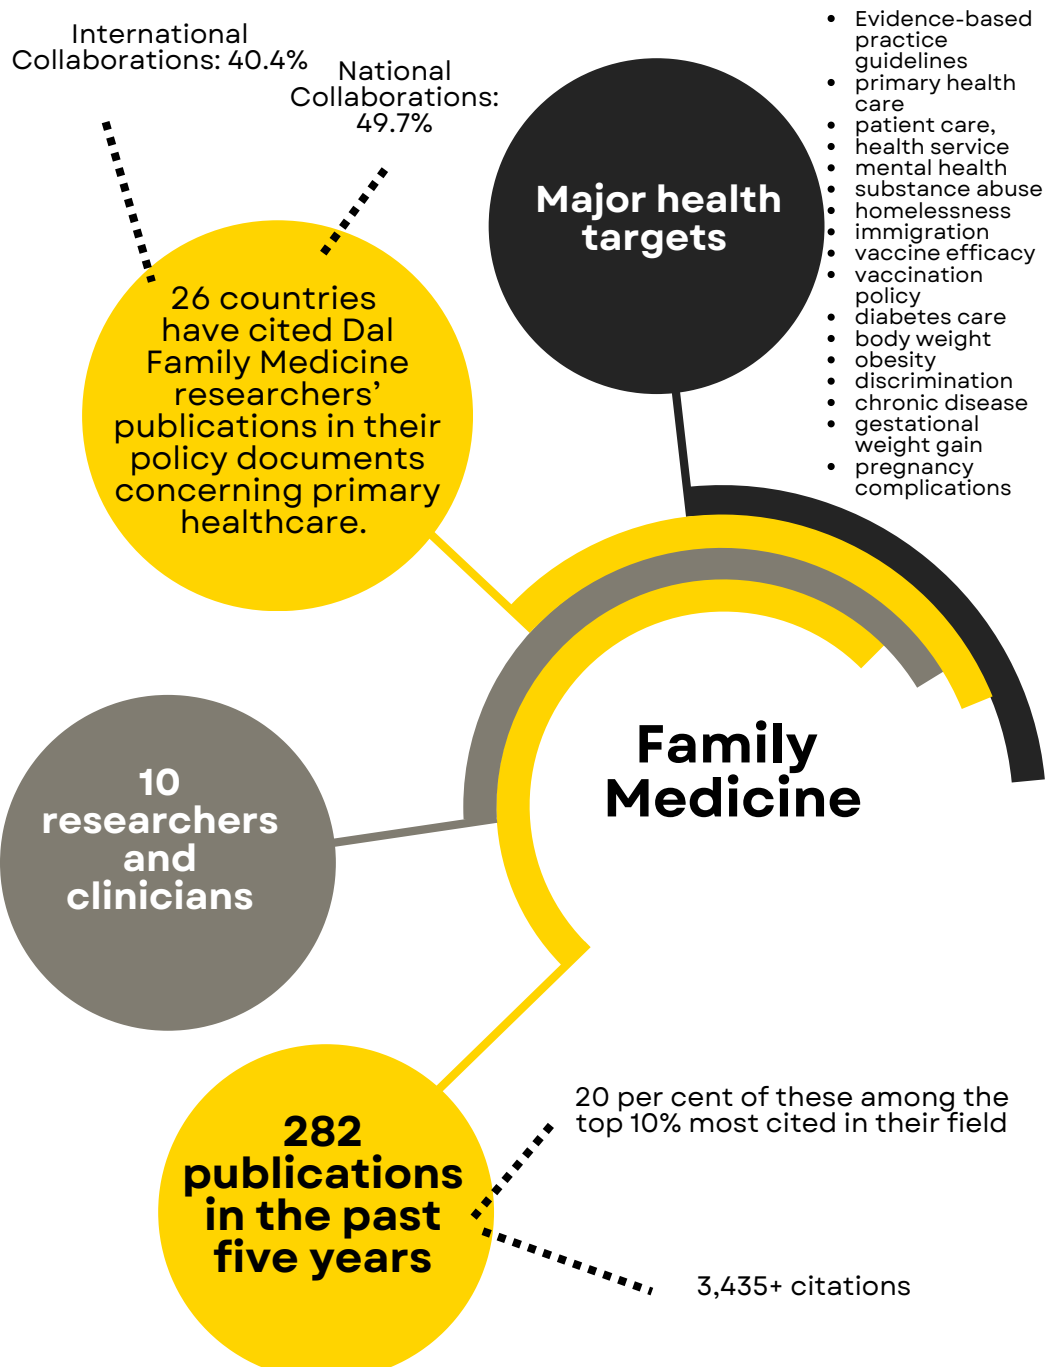 International
Collaborations: 40.4%
National
Collaborations:
49.7%
26 countries
have cited Dal
Family Medicine
researchers’
publications in their
policy documents
concerning primary
healthcare.
Major health
targets
• Evidence-based
practice
guidelines
• primary health
care
• patient care,
• health service
• mental health
• substance abuse
• homelessness
• immigration
• vaccine efficacy
• vaccination
policy
• diabetes care
• body weight
• obesity
• discrimination
• chronic disease
• gestational
weight gain
• pregnancy
complications
Family
Medicine
10
researchers
and
clinicians
282
publications
in the past
five years
20 per cent of these among the
top 10% most cited in their field
3,435+ citations